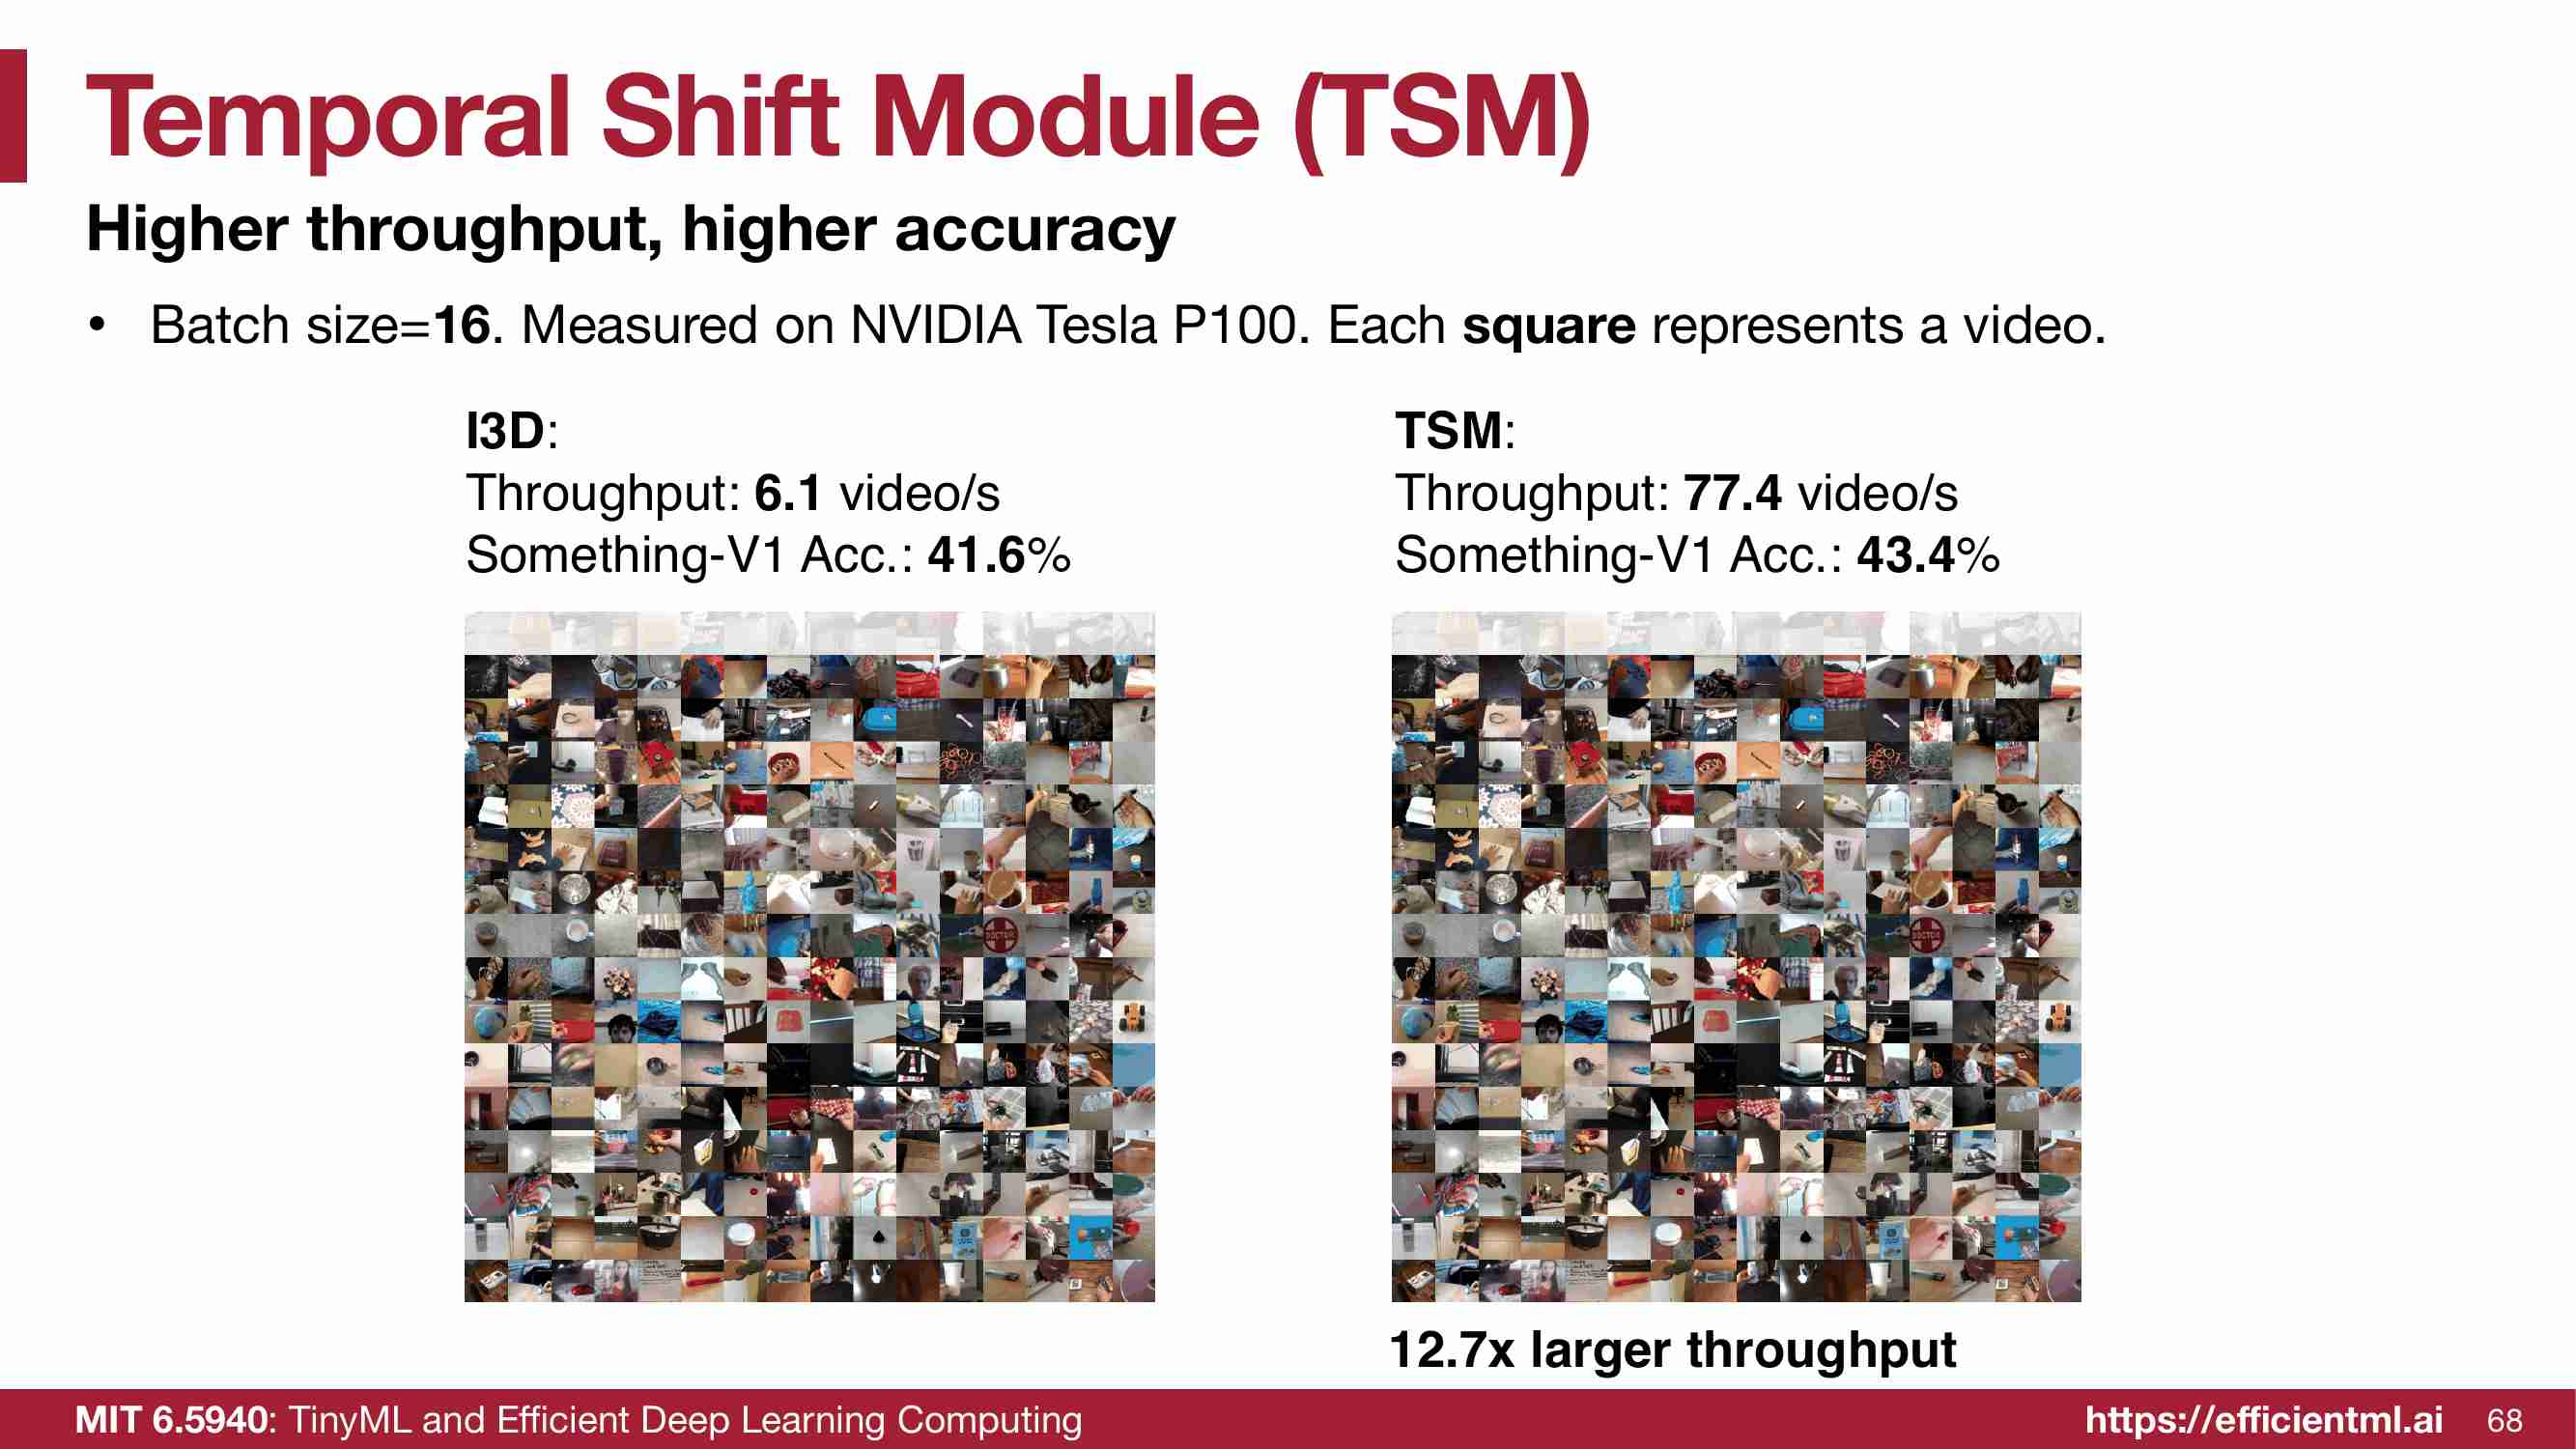 Temporal Shift Module (TSM)
Higher throughput, higher accuracy
• Batch size=16. Measured on NVIDIA Tesla P100. Each square represents a video.
I3D:
Throughput: 6.1 video/s
Something-V1 Acc.: 41.6%
TSM:
Throughput: 77.4 video/s
Something-V1 Acc.: 43.4%
DOCTOR
DOCTOR
12.7x larger throughput
MIT 6.5940: TinyML and Efficient Deep Learning Computing
https://efficientml.ai
68